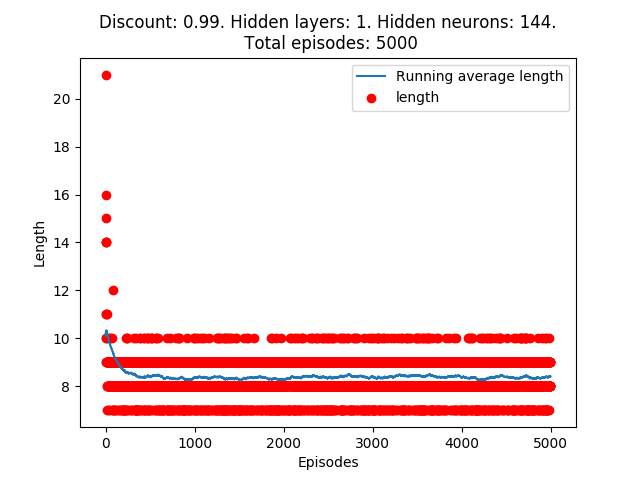 Discount: 0.99. Hidden layers: 1. Hidden neurons: 144.
Total episodes: 5000
Running average length
length
Length
20
18
16
14
12
10
8
0
1000
2000
3000
4000
5000
Episodes